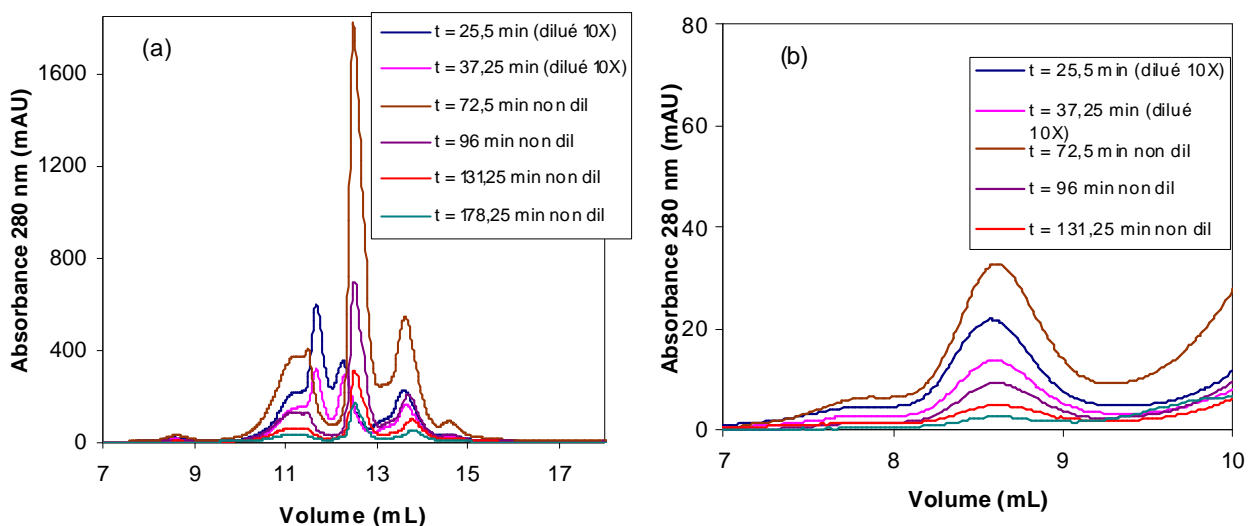 (a)
Absorbance 280 nm (mAU)
1600
1200
800
400
0
7
9
11
13
15
17
Volume (mL)
t = 25,5 min (dilué 10X)
t = 37,25 min (dilué 10X)
t = 72,5 min non dil
t = 96 min non dil
t = 131,25 min non dil
t = 178,25 min non dil
(b)
Absorbance 280 nm (mAU)
80
60
40
20
0
7
8
9
10
Volume (mL)
t = 25,5 min (dilué 10X)
t = 37,25 min (dilué
10X)
t = 72,5 min non dil
t = 96 min non dil
t = 131,25 min non dil